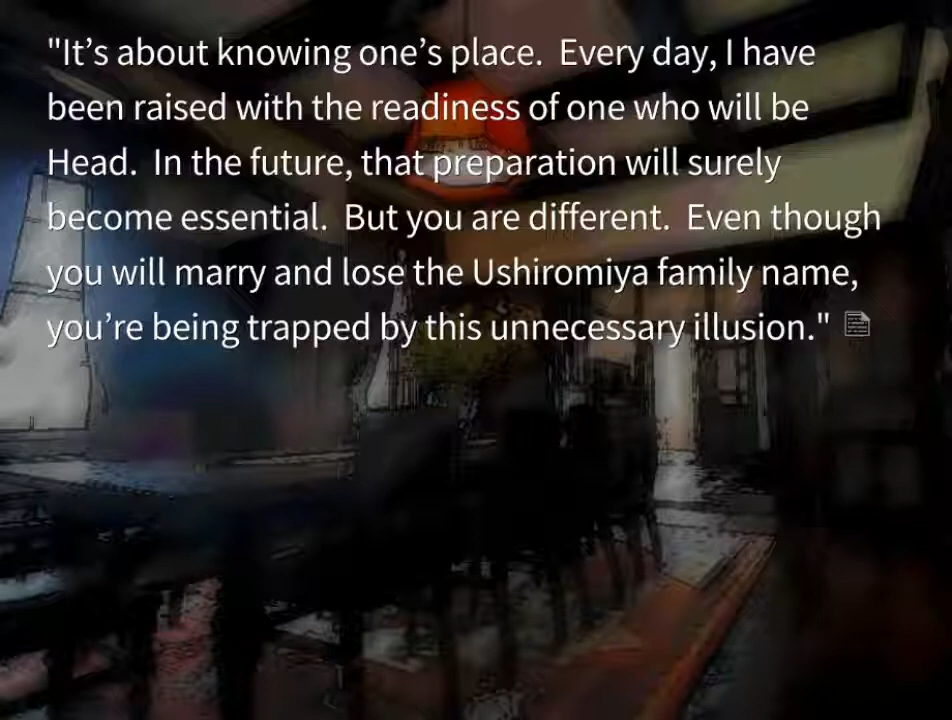 "It’s about knowing one’s place.  Every day, I have
been raised with the readiness of one who will be
Head.  In the future, that preparation will surely
become essential.  But you are different.  Even though
you will marry and lose the Ushiromiya family name,
you’re being trapped by this unnecessary illusion."